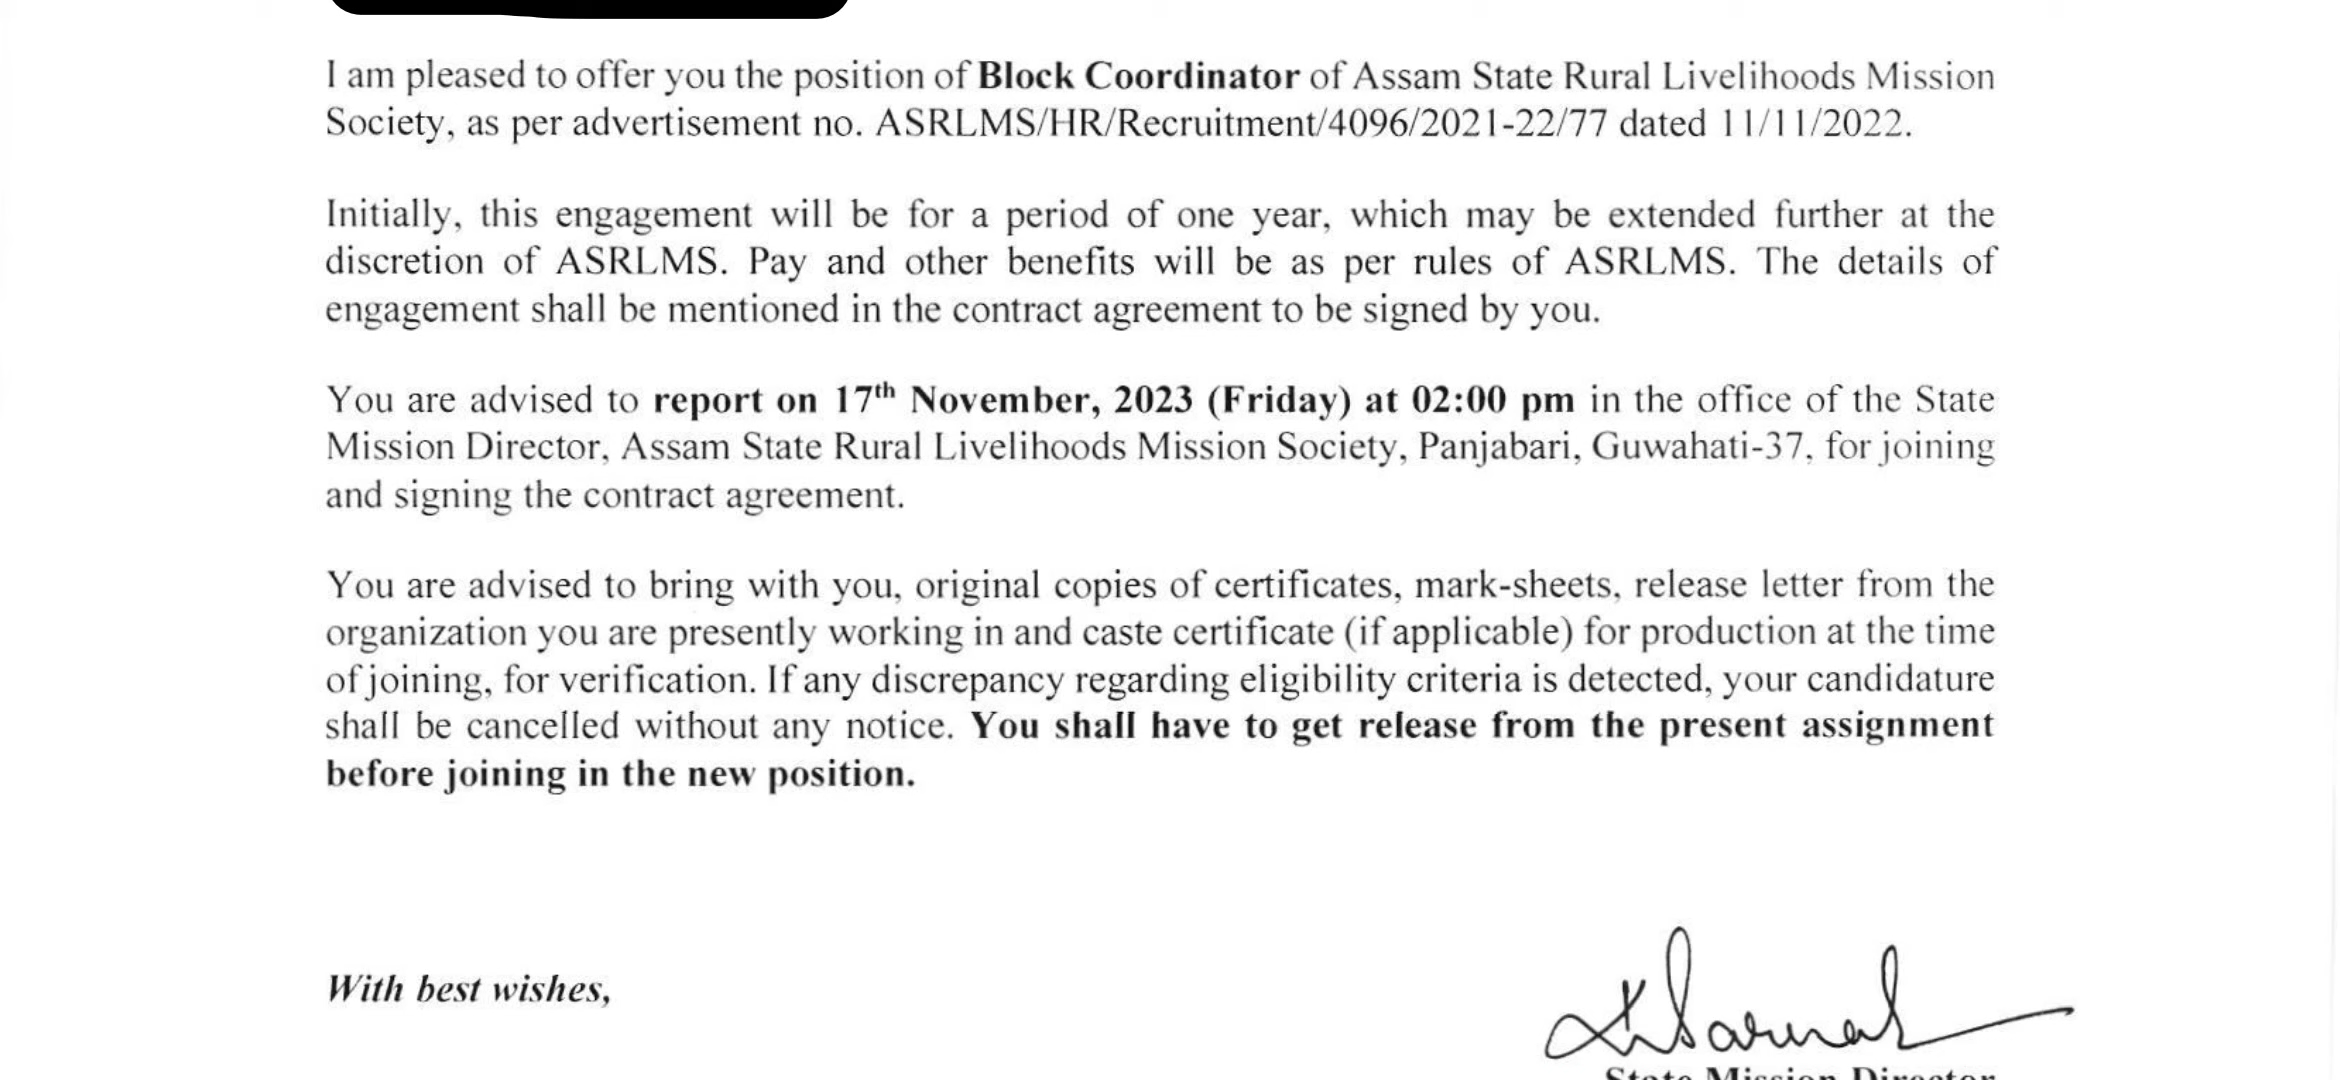 I am pleased to offer you the position of Block Coordinator of Assam State Rural Livelihoods Mission
Society, as per advertisement no. ASRLMS/HR/Recruitment/4096/2021-22/77 dated 11/11/2022.
Initially, this engagement will be for a period of one year, which may be extended further at the
discretion of ASRLMS. Pay and other benefits will be as per rules of ASRLMS. The details of
engagement shall be mentioned in the contract agreement to be signed by you.
You are advised to report on 17th November, 2023 (Friday) at 02:00 pm in the office of the State
Mission Director, Assam State Rural Livelihoods Mission Society, Panjabari, Guwahati-37, for joining
and signing the contract agreement.
You are advised to bring with you, original copies of certificates, mark-sheets, release letter from the
organization you are presently working in and caste certificate (if applicable) for production at the time
of joining, for verification. If any discrepancy regarding eligibility criteria is detected, your candidature
shall be cancelled without any notice. You shall have to get release from the present assignment
before joining in the new position.
With best wishes,
State Mission Director